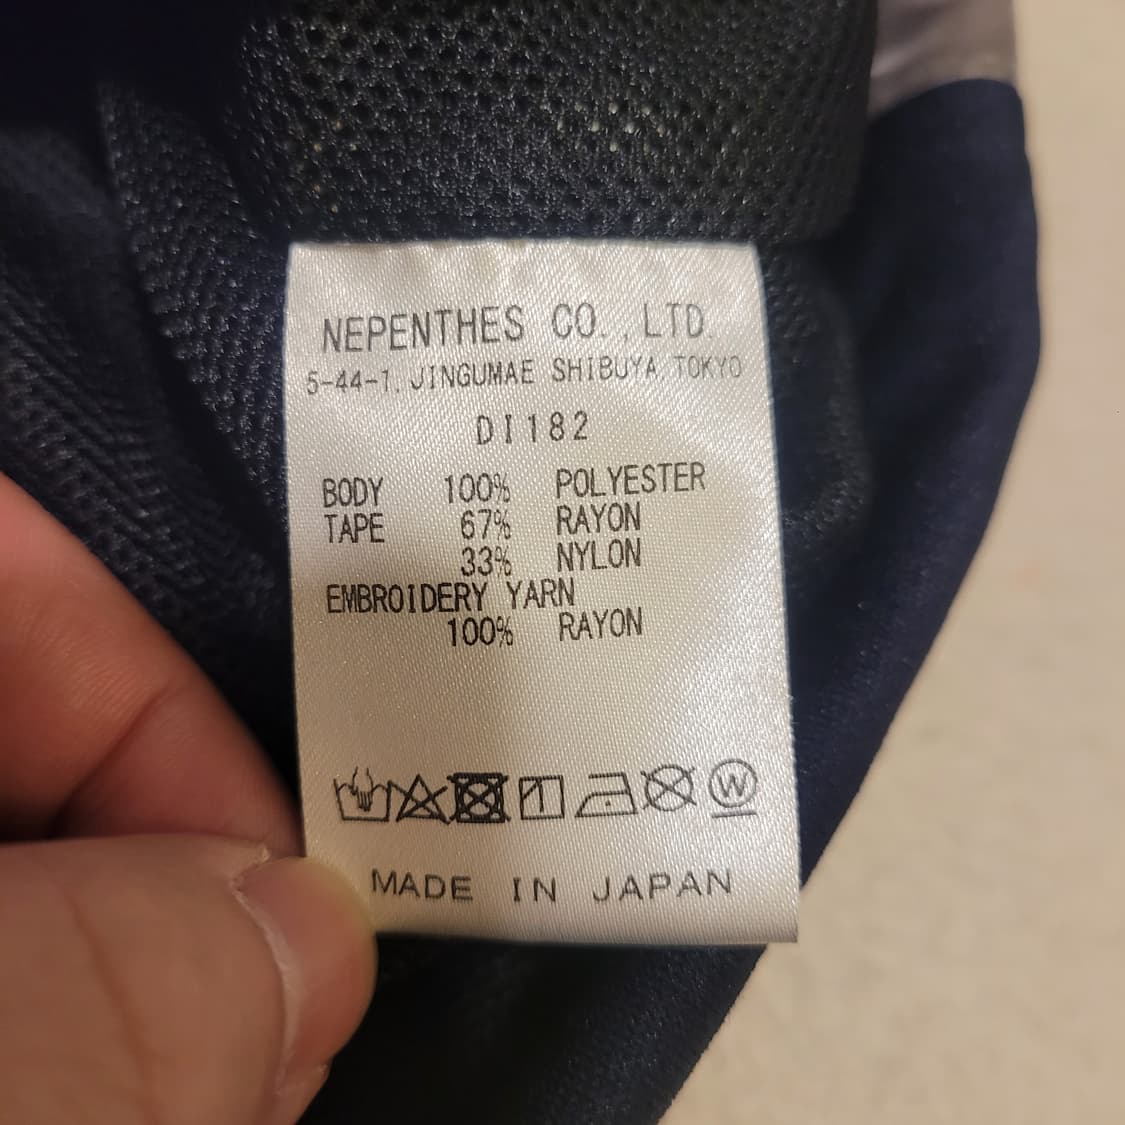 NEPENTHES CO.,LTD.
5-44-1, JINGUMAE SHIBUYA, TOKYO
DI182
BODY 100% POLYESTER
TAPE 67% RAYON
33% NYLON
EMBROIDERY YARN
100% RAYON
W
MADE IN JAPAN